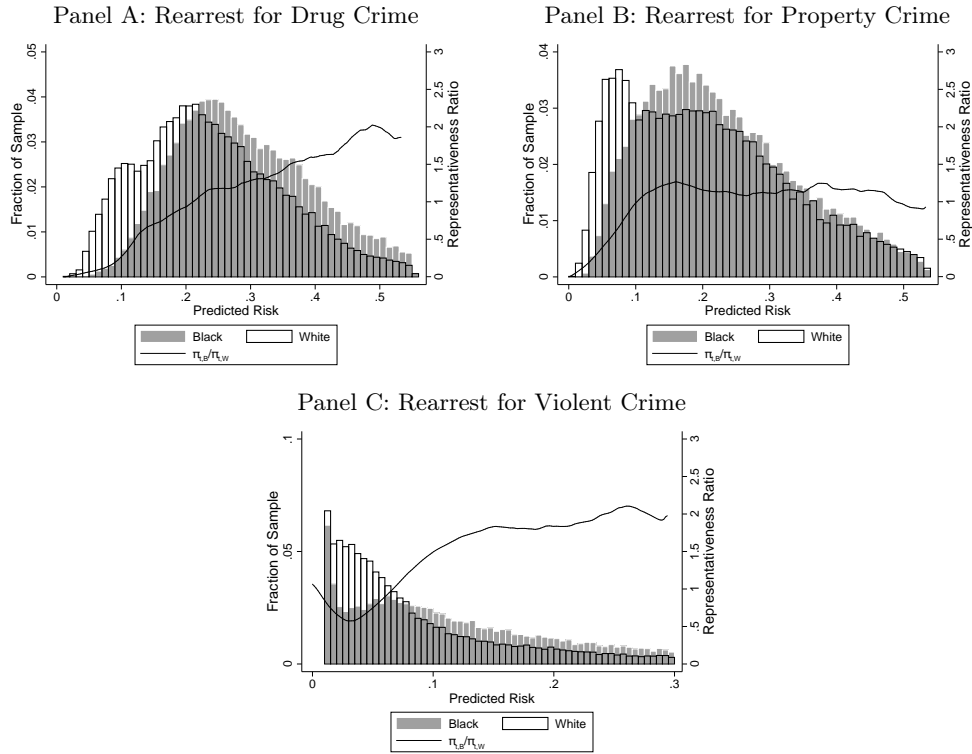 Panel A: Rearrest for Drug Crime
Fraction of Sample
0 .01 .02 .03 .04 .05
Representativeness Ratio
0 .5 1 1.5 2 2.5 3
0 .1 .2 .3 .4 .5
Predicted Risk
Black White
π_{t,B}/π_{t,W}
Panel B: Rearrest for Property Crime
Fraction of Sample
0 .01 .02 .03 .04
Representativeness Ratio
0 .5 1 1.5 2 2.5 3
0 .1 .2 .3 .4 .5
Predicted Risk
Black White
π_{t,B}/π_{t,W}
Panel C: Rearrest for Violent Crime
Fraction of Sample
0 .05 .1
Representativeness Ratio
0 .5 1 1.5 2 2.5 3
0 .1 .2 .3
Predicted Risk
Black White
π_{t,B}/π_{t,W}